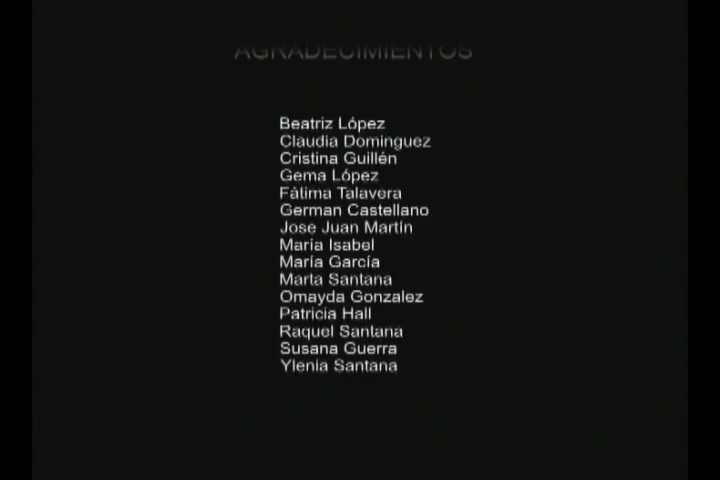 AGRADECIMIENTOS
Beatriz López
Claudia Dominguez
Cristina Guillén
Gema López
Fátima Talavera
German Castellano
Jose Juan Martín
Maria Isabel
María García
Marta Santana
Omayda Gonzalez
Patricia Hall
Raquel Santana
Susana Guerra
Ylenia Santana